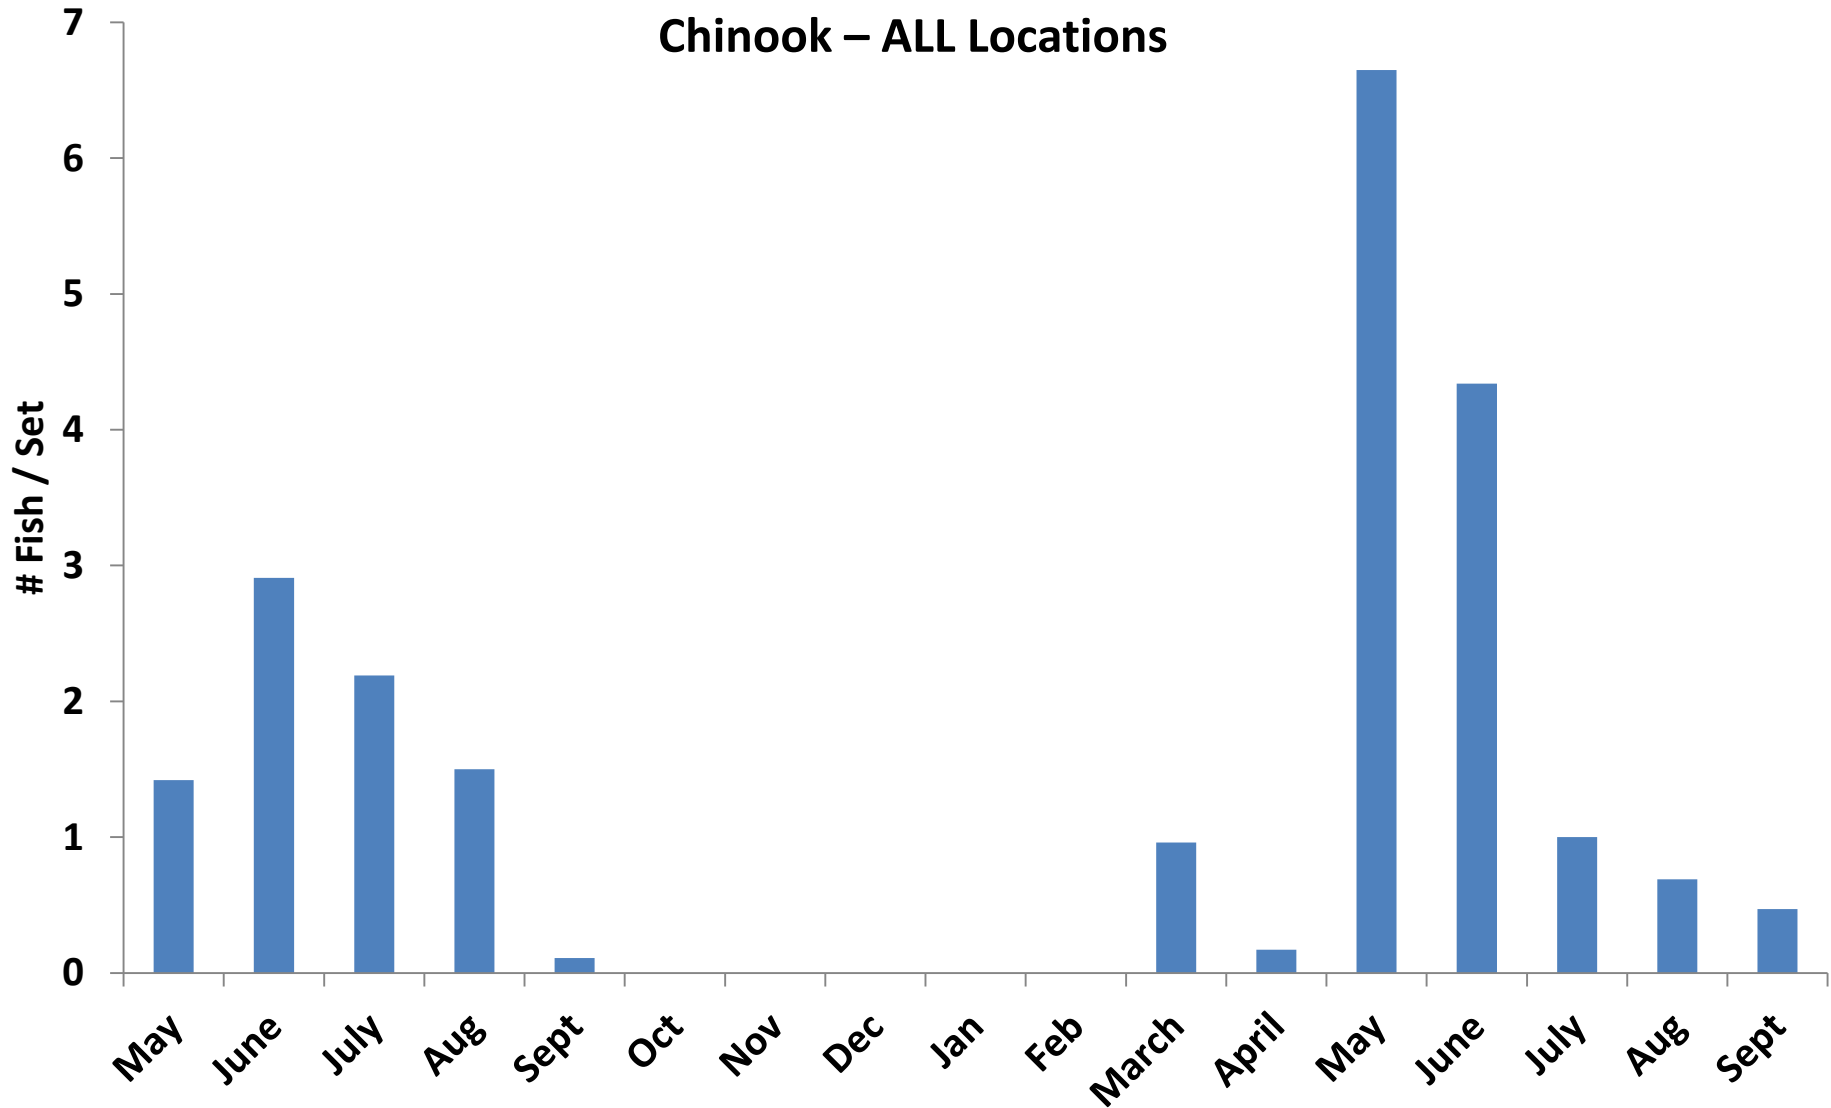 Chinook – ALL Locations
# Fish / Set
7
6
5
4
3
2
1
0
May
June
July
Aug
Sept
Oct
Nov
Dec
Jan
Feb
March
April
May
June
July
Aug
Sept